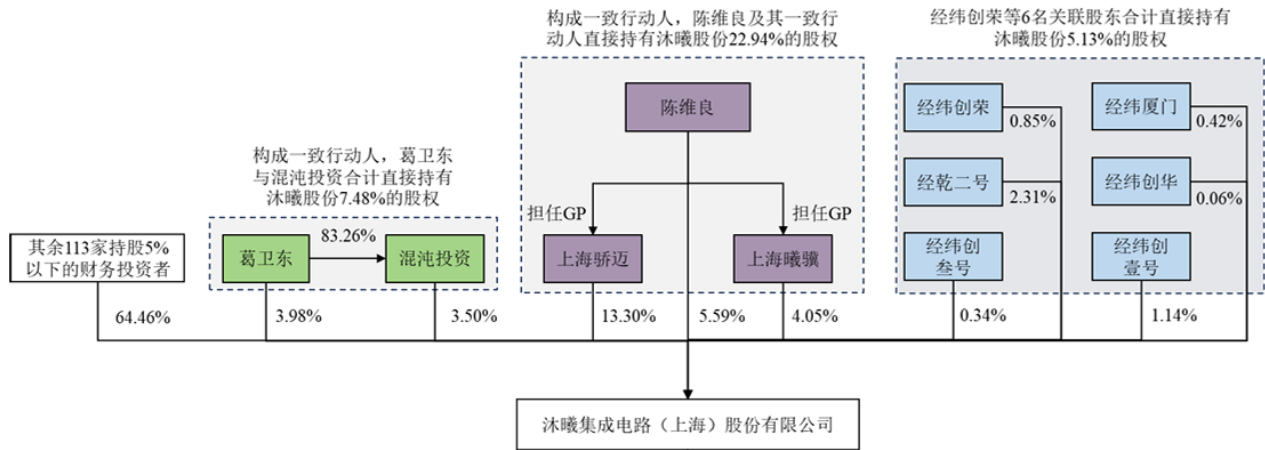 构成一致行动人，陈维良及其一致行
动人直接持有沐曦股份22.94%的股权
经纬创荣等6名关联股东合计直接持有
沐曦股份5.13%的股权
陈维良
经纬创荣
0.85%
经纬厦门
0.42%
构成一致行动人，葛卫东
与混沌投资合计直接持有
沐曦股份7.48%的股权
经乾二号
2.31%
经纬创华
0.06%
担任GP
担任GP
其余113家持股5%
以下的财务投资者
葛卫东
83.26%
混沌投资
上海骄迈
上海曦骥
经纬创
叁号
经纬创
壹号
64.46%
3.98%
3.50%
13.30%
5.59%
4.05%
0.34%
1.14%
沐曦集成电路（上海）股份有限公司